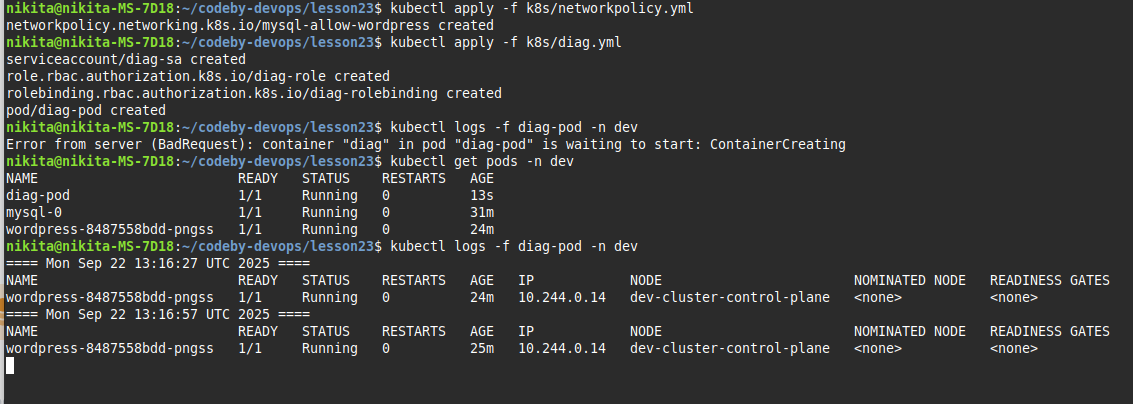 nikita@nikita-MS-7D18:~/codeby-devops/lesson23$ kubectl apply -f k8s/networkpolicy.yml
networkpolicy.networking.k8s.io/mysql-allow-wordpress created
nikita@nikita-MS-7D18:~/codeby-devops/lesson23$ kubectl apply -f k8s/diag.yml
serviceaccount/diag-sa created
role.rbac.authorization.k8s.io/diag-role created
rolebinding.rbac.authorization.k8s.io/diag-rolebinding created
pod/diag-pod created
nikita@nikita-MS-7D18:~/codeby-devops/lesson23$ kubectl logs -f diag-pod -n dev
Error from server (BadRequest): container "diag" in pod "diag-pod" is waiting to start: ContainerCreating
nikita@nikita-MS-7D18:~/codeby-devops/lesson23$ kubectl get pods -n dev
NAME                         READY   STATUS    RESTARTS   AGE
diag-pod                     1/1     Running   0          13s
mysql-0                      1/1     Running   0          31m
wordpress-8487558bdd-pngss   1/1     Running   0          24m
nikita@nikita-MS-7D18:~/codeby-devops/lesson23$ kubectl logs -f diag-pod -n dev
==== Mon Sep 22 13:16:27 UTC 2025 ====
NAME                         READY   STATUS    RESTARTS   AGE   IP            NODE                        NOMINATED NODE   READINESS GATES
wordpress-8487558bdd-pngss   1/1     Running   0          24m   10.244.0.14   dev-cluster-control-plane   <none>           <none>
==== Mon Sep 22 13:16:57 UTC 2025 ====
NAME                         READY   STATUS    RESTARTS   AGE   IP            NODE                        NOMINATED NODE   READINESS GATES
wordpress-8487558bdd-pngss   1/1     Running   0          25m   10.244.0.14   dev-cluster-control-plane   <none>           <none>